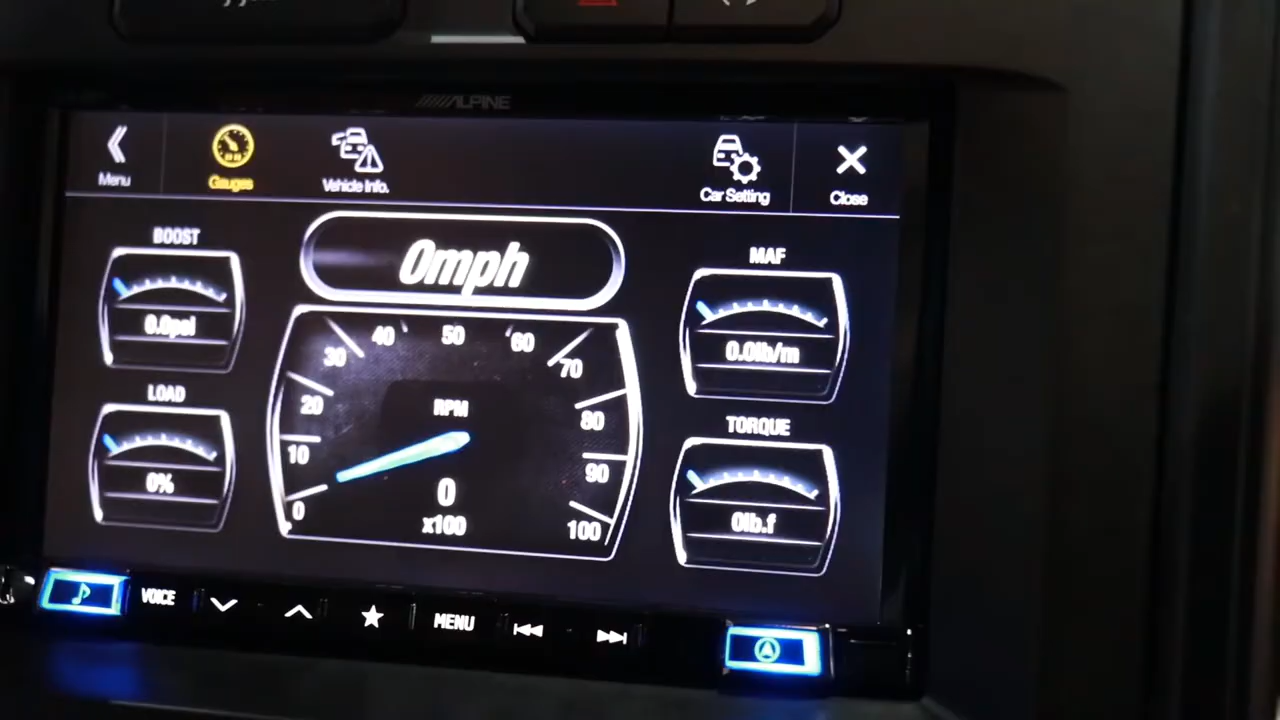 ALPINE
Menu
Gauges
Vehicle Info.
Car Setting
Close
BOOST
0.0psi
LOAD
0%
0mph
0
10
20
30
40
50
60
70
80
90
100
RPM
0
x100
MAF
0.0lb/m
TORQUE
0lb.f
VOICE
MENU